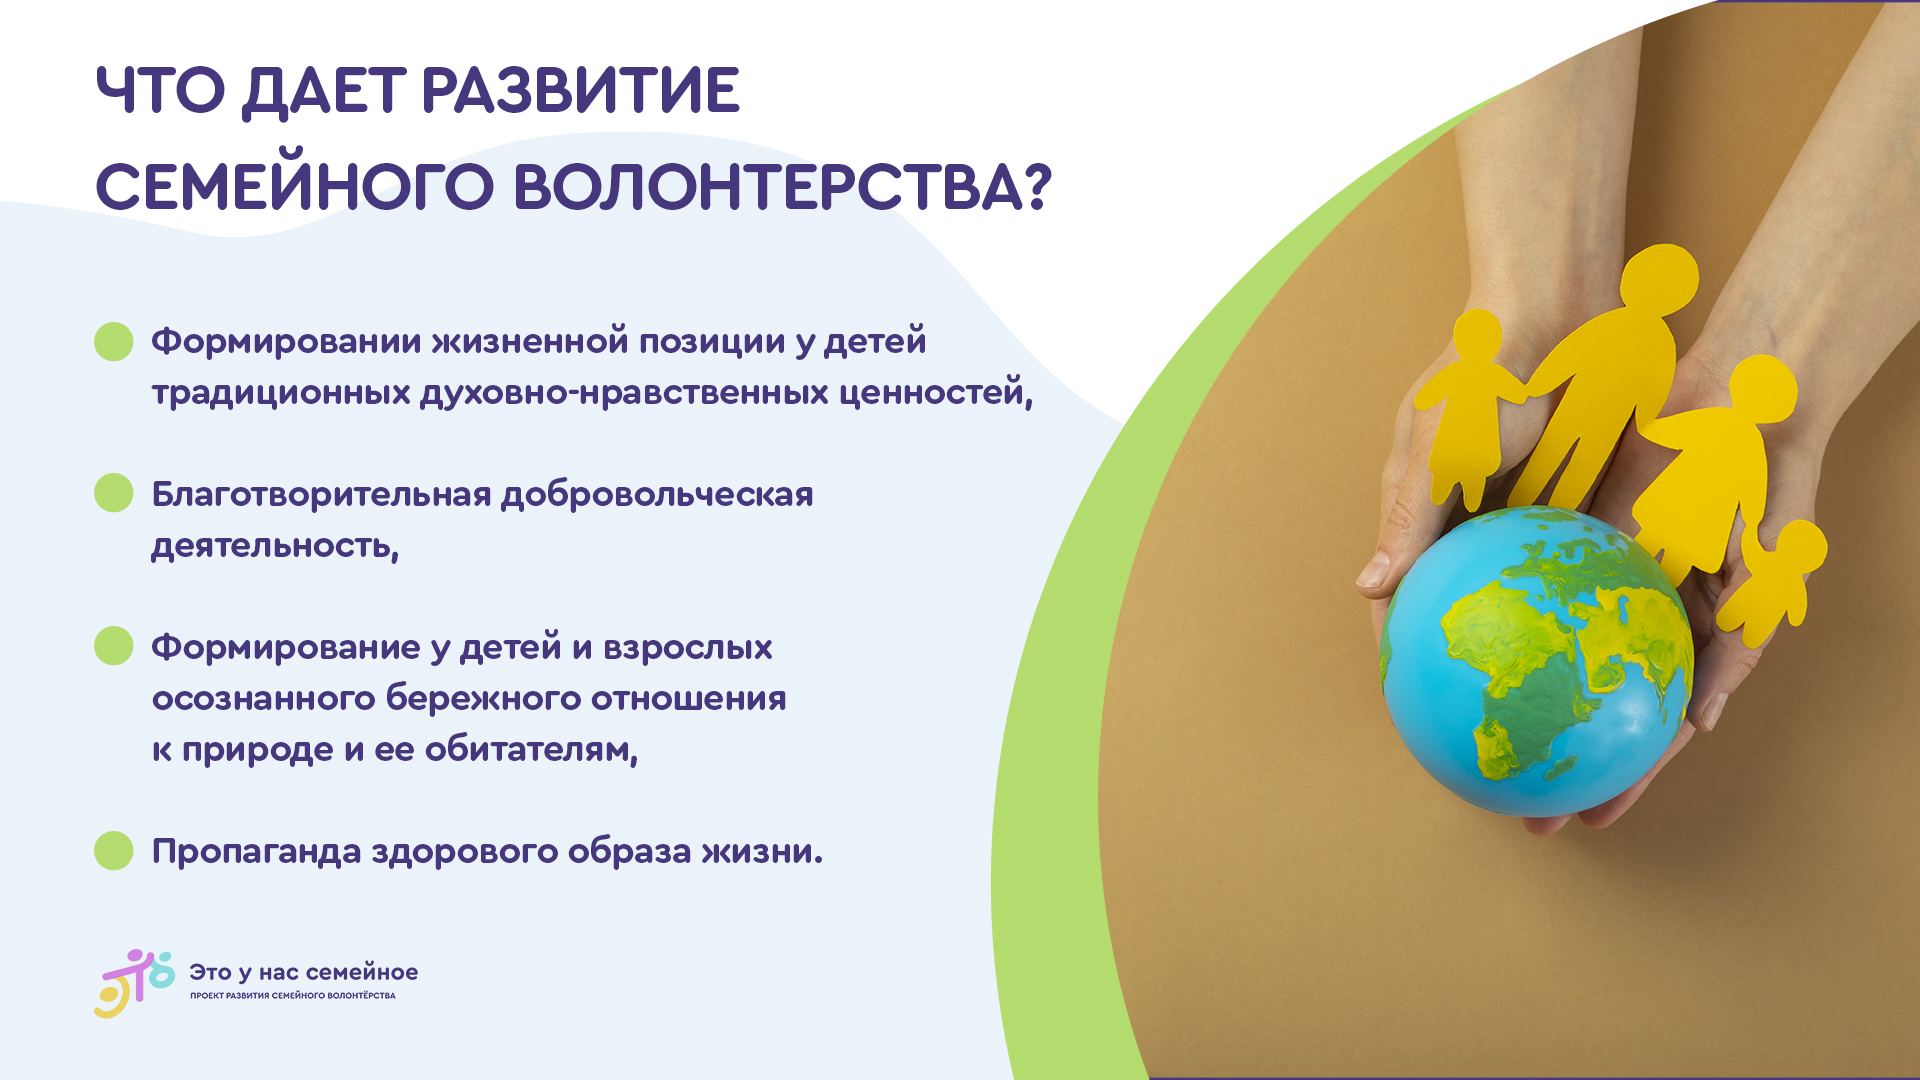 ЧТО ДАЕТ РАЗВИТИЕ
СЕМЕЙНОГО ВОЛОНТЕРСТВА?
Формировании жизненной позиции у детей
традиционных духовно-нравственных ценностей,
Благотворительная добровольческая
деятельность,
Формирование у детей и взрослых
осознанного бережного отношения
к природе и ее обитателям,
Пропаганда здорового образа жизни.
это
Это у нас семейное
ПРОЕКТ РАЗВИТИЯ СЕМЕЙНОГО ВОЛОНТЁРСТВА